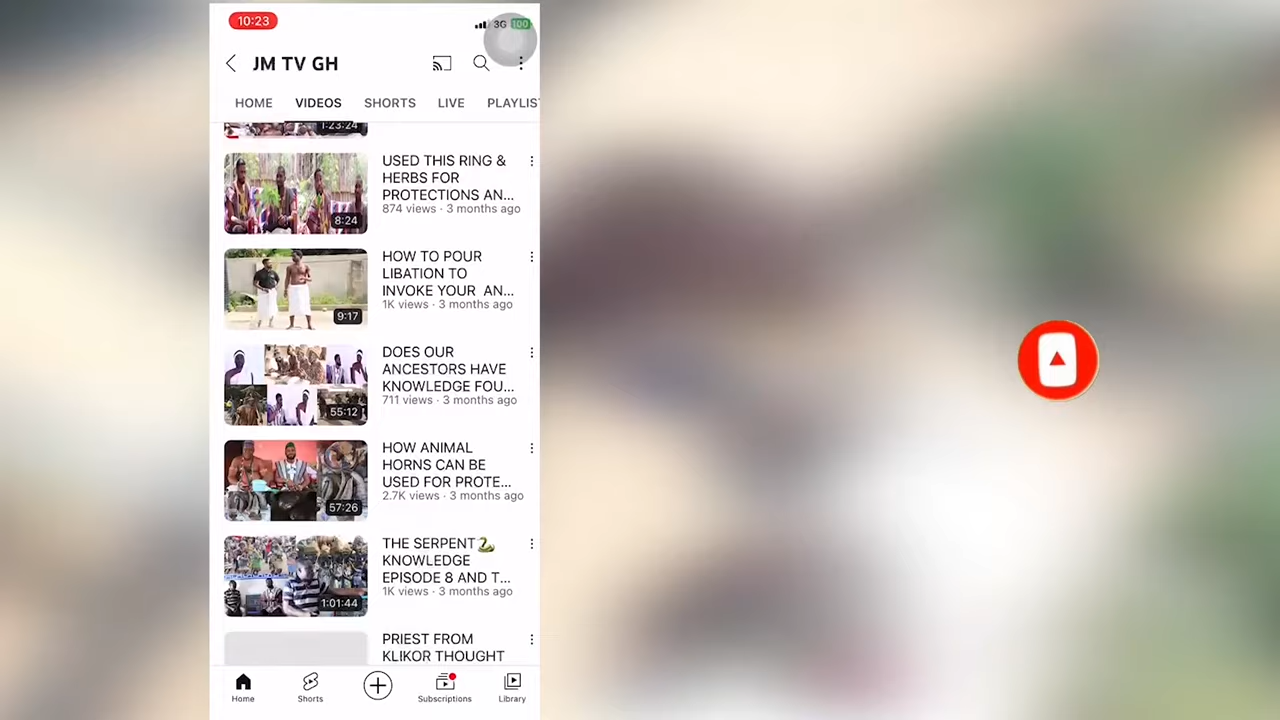 10:23
3G 100
JM TV GH
HOME VIDEOS SHORTS LIVE PLAYLIS
1:23:24
USED THIS RING &
HERBS FOR
PROTECTIONS AN...
874 views · 3 months ago
8:24
HOW TO POUR
LIBATION TO
INVOKE YOUR AN...
1K views · 3 months ago
9:17
DOES OUR
ANCESTORS HAVE
KNOWLEDGE FOU...
711 views · 3 months ago
55:12
HOW ANIMAL
HORNS CAN BE
USED FOR PROTE...
2.7K views · 3 months ago
57:26
THE SERPENT🐍
KNOWLEDGE
EPISODE 8 AND T...
1K views · 3 months ago
1:01:44
PRIEST FROM
KLIKOR THOUGHT
Home Shorts Subscriptions Library